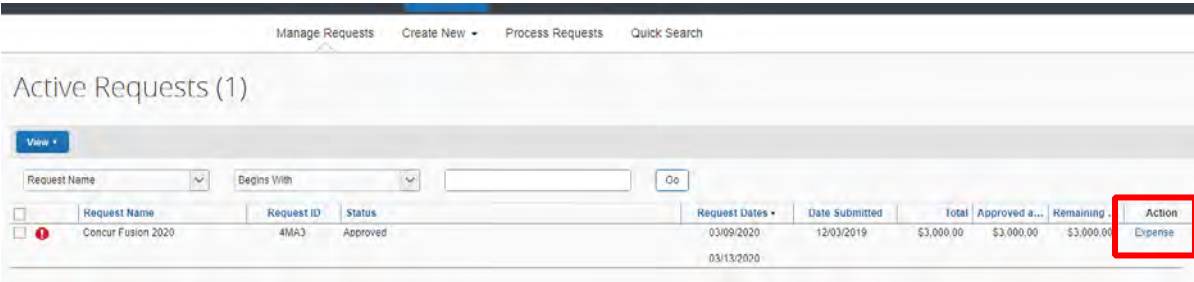 Manage Requests Create New Process Requests Quick Search
Active Requests (1)
View
Request Name Begins With Go
Request Name Request ID Status Request Dates Date Submitted Total Approved a... Remaining . Action
Concur Fusion 2020 4MA3 Approved 03/09/2020 12/03/2019 $3,000.00 $3,000.00 $3,000.00 Expense
03/13/2020